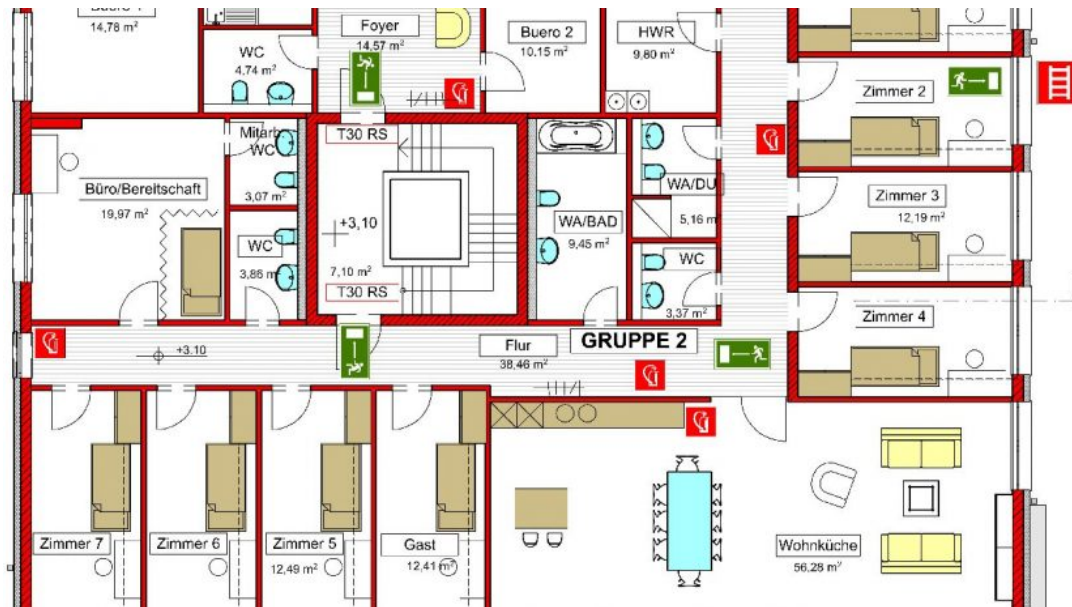 14,78 m²
WC
4,74 m²
Foyer
14,57 m²
Buero 2
10,15 m²
HWR
9,80 m²
Zimmer 2
Mitarb.
WC
3,07 m²
T30 RS
Büro/Bereitschaft
19,97 m²
WC
3,86 m
+3,10
7,10 m²
T30 RS
WA/BAD
9,45 m²
WA/DU
5,16 m
WC
3,37 m²
Zimmer 3
12,19 m²
Zimmer 4
+3.10
Flur
38,46 m²
GRUPPE 2
Zimmer 7
Zimmer 6
Zimmer 5
12,49 m²
Gast
12,41 m²
Wohnküche
56,28 m²